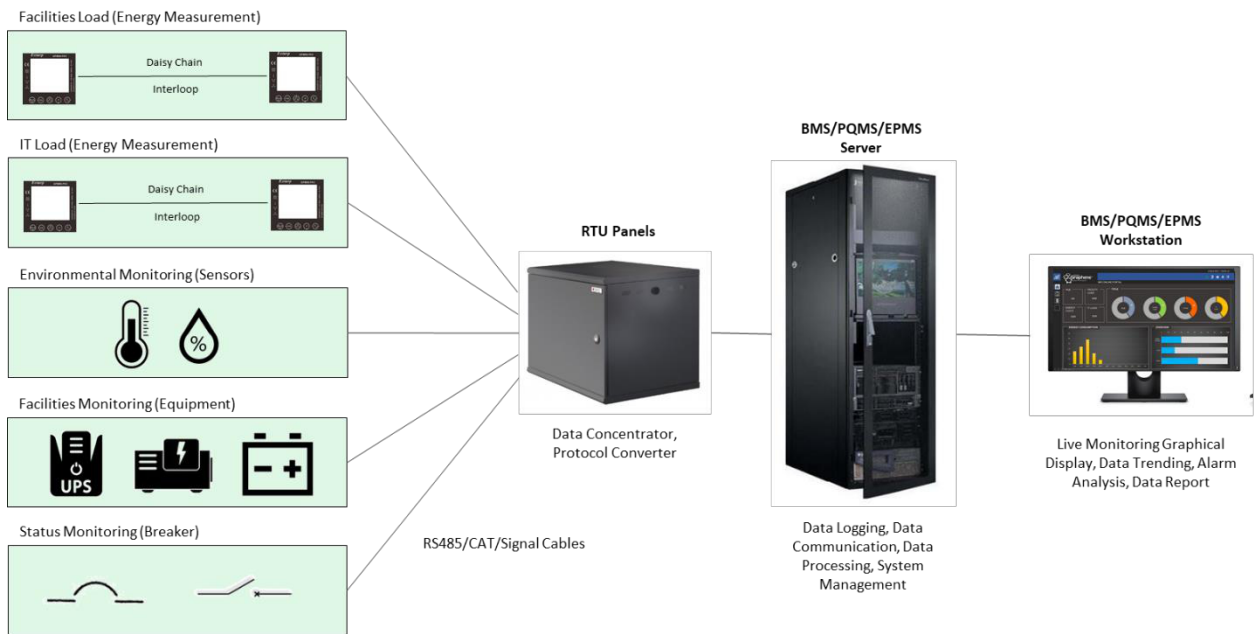 Facilities Load (Energy Measurement)
Daisy Chain
Interloop
IT Load (Energy Measurement)
Daisy Chain
Interloop
Environmental Monitoring (Sensors)
%
Facilities Monitoring (Equipment)
UPS
Status Monitoring (Breaker)
RS485/CAT/Signal Cables
RTU Panels
Data Concentrator,
Protocol Converter
BMS/PQMS/EPMS
Server
Data Logging, Data
Communication, Data
Processing, System
Management
BMS/PQMS/EPMS
Workstation
Live Monitoring Graphical
Display, Data Trending, Alarm
Analysis, Data Report